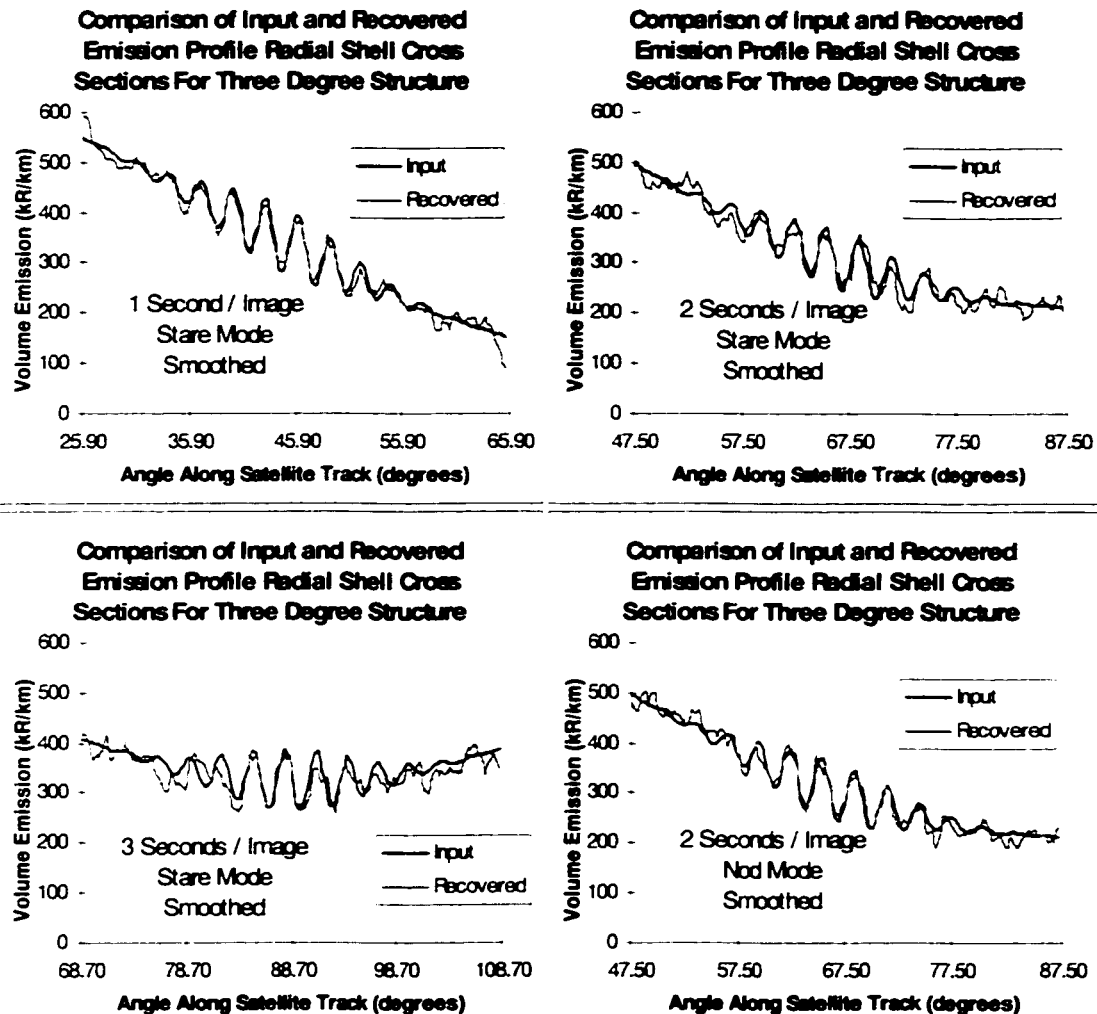 Comparison of Input and Recovered
Emission Profile Radial Shell Cross
Sections For Three Degree Structure
600
500
400
300
200
100
0
Volume Emission (kR/km)
Input
Recovered
1 Second / Image
Stare Mode
Smoothed
25.90 35.90 45.90 55.90 65.90
Angle Along Satellite Track (degrees)
Comparison of Input and Recovered
Emission Profile Radial Shell Cross
Sections For Three Degree Structure
600
500
400
300
200
100
0
Volume Emission (kR/km)
Input
Recovered
2 Seconds / Image
Stare Mode
Smoothed
47.50 57.50 67.50 77.50 87.50
Angle Along Satellite Track (degrees)
Comparison of Input and Recovered
Emission Profile Radial Shell Cross
Sections For Three Degree Structure
600
500
400
300
200
100
0
Volume Emission (kR/km)
3 Seconds / Image
Stare Mode
Smoothed
Input
Recovered
68.70 78.70 88.70 98.70 108.70
Angle Along Satellite Track (degrees)
Comparison of Input and Recovered
Emission Profile Radial Shell Cross
Sections For Three Degree Structure
600
500
400
300
200
100
0
Volume Emission (kR/km)
Input
Recovered
2 Seconds / Image
Nod Mode
Smoothed
47.50 57.50 67.50 77.50 87.50
Angle Along Satellite Track (degrees)